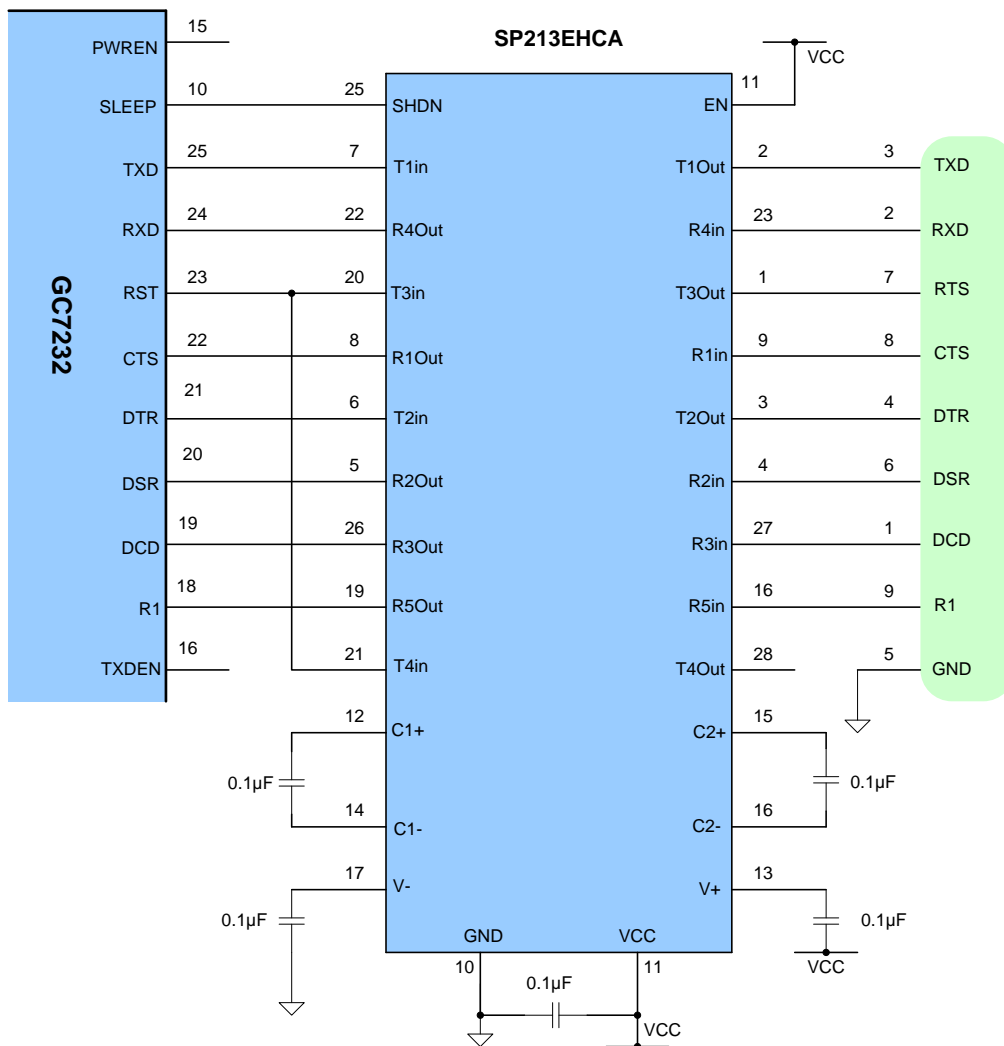 SP213EHCA
GC7232
15
PWREN
VCC
11
EN
10
SLEEP
25
SHDN
25
TXD
7
T1in
2
T1Out
3
TXD
24
RXD
22
R4Out
23
R4in
2
RXD
23
RST
20
T3in
1
T3Out
7
RTS
22
CTS
8
R1Out
9
R1in
8
CTS
21
DTR
6
T2in
3
T2Out
4
DTR
20
DSR
5
R2Out
4
R2in
6
DSR
19
DCD
26
R3Out
27
R3in
1
DCD
18
R1
19
R5Out
16
R5in
9
R1
16
TXDEN
21
T4in
28
T4Out
5
GND
12
C1+
15
C2+
0.1µF
0.1µF
14
C1-
16
C2-
17
V-
13
V+
0.1µF
0.1µF
GND
VCC
VCC
10
11
0.1µF
VCC